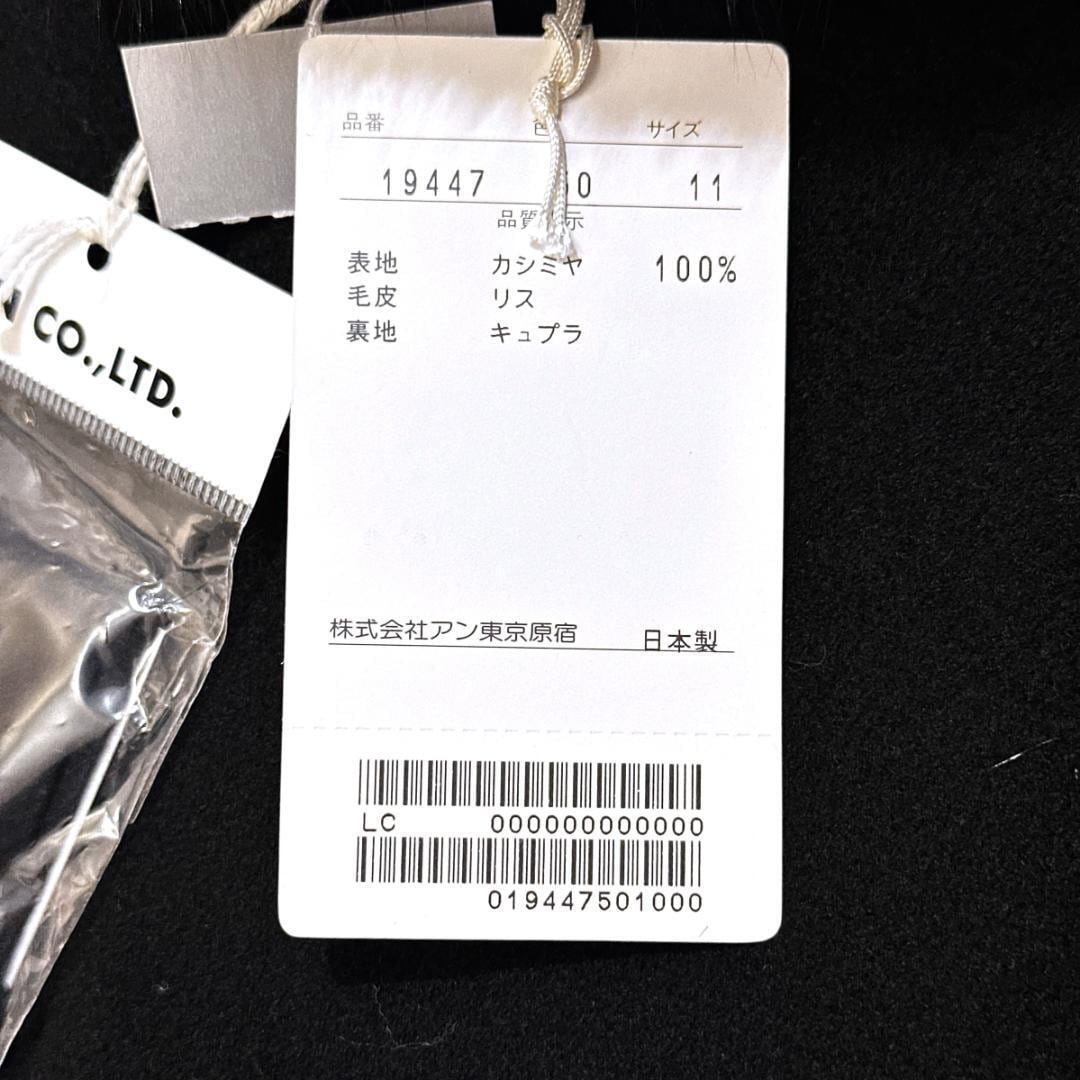 品番 サイズ
19447 11
表地 カシミヤ 100%
毛皮 リス
裏地 キュプラ
株式会社アン東京原宿 日本製
LC 000000000000
019447501000
CO.,LTD.